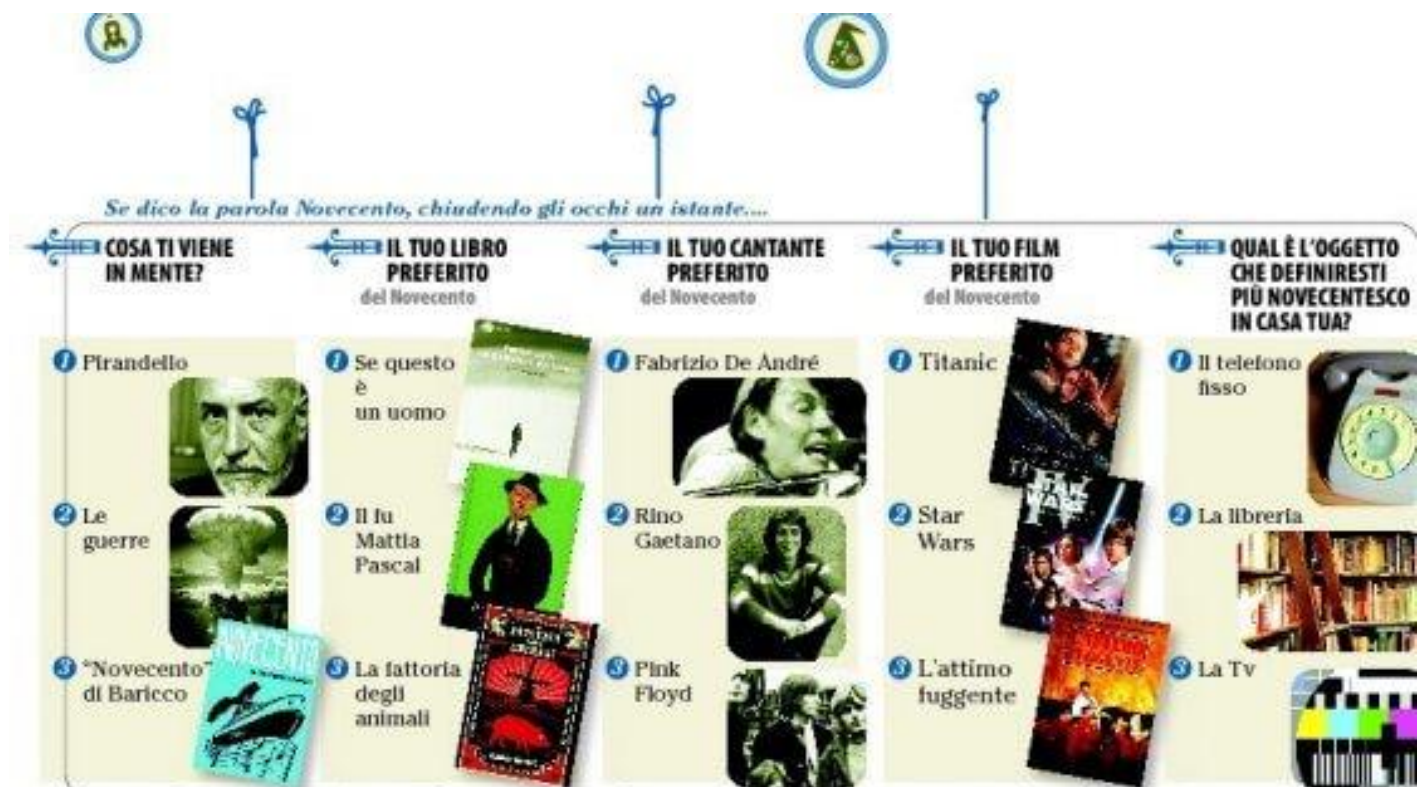 Se dico la parola Novecento, chiudendo gli occhi un istante....
COSA TI VIENE
IN MENTE?
1 Pirandello
2 Le
guerre
3 "Novecento"
di Baricco
IL TUO LIBRO
PREFERITO
del Novecento
1 Se questo
è
un uomo
2 Il fu
Mattia
Pascal
3 La fattoria
degli
animali
IL TUO CANTANTE
PREFERITO
del Novecento
1 Fabrizio De André
2 Rino
Gaetano
3 Pink
Floyd
IL TUO FILM
PREFERITO
del Novecento
1 Titanic
2 Star
Wars
3 L'attimo
fuggente
QUAL È L'OGGETTO
CHE DEFINIRESTI
PIÙ NOVECENTESCO
IN CASA TUA?
1 Il telefono
fisso
2 La libreria
3 La Tv